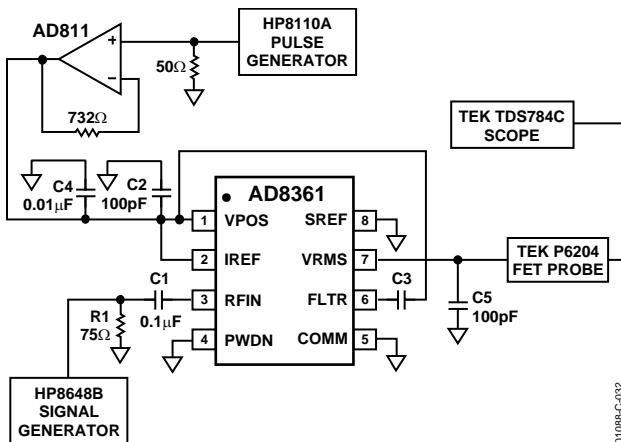 AD811
HP8110A
PULSE
GENERATOR
+
–
50Ω
732Ω
TEK TDS784C
SCOPE
C4
0.01μF
C2
100pF
AD8361
1 VPOS
SREF 8
2 IREF
VRMS 7
TEK P6204
FET PROBE
C1
0.1μF
3 RFIN
FLTR 6
C3
C5
100pF
R1
75Ω
4 PWDN
COMM 5
HP8648B
SIGNAL
GENERATOR
01088-C-032